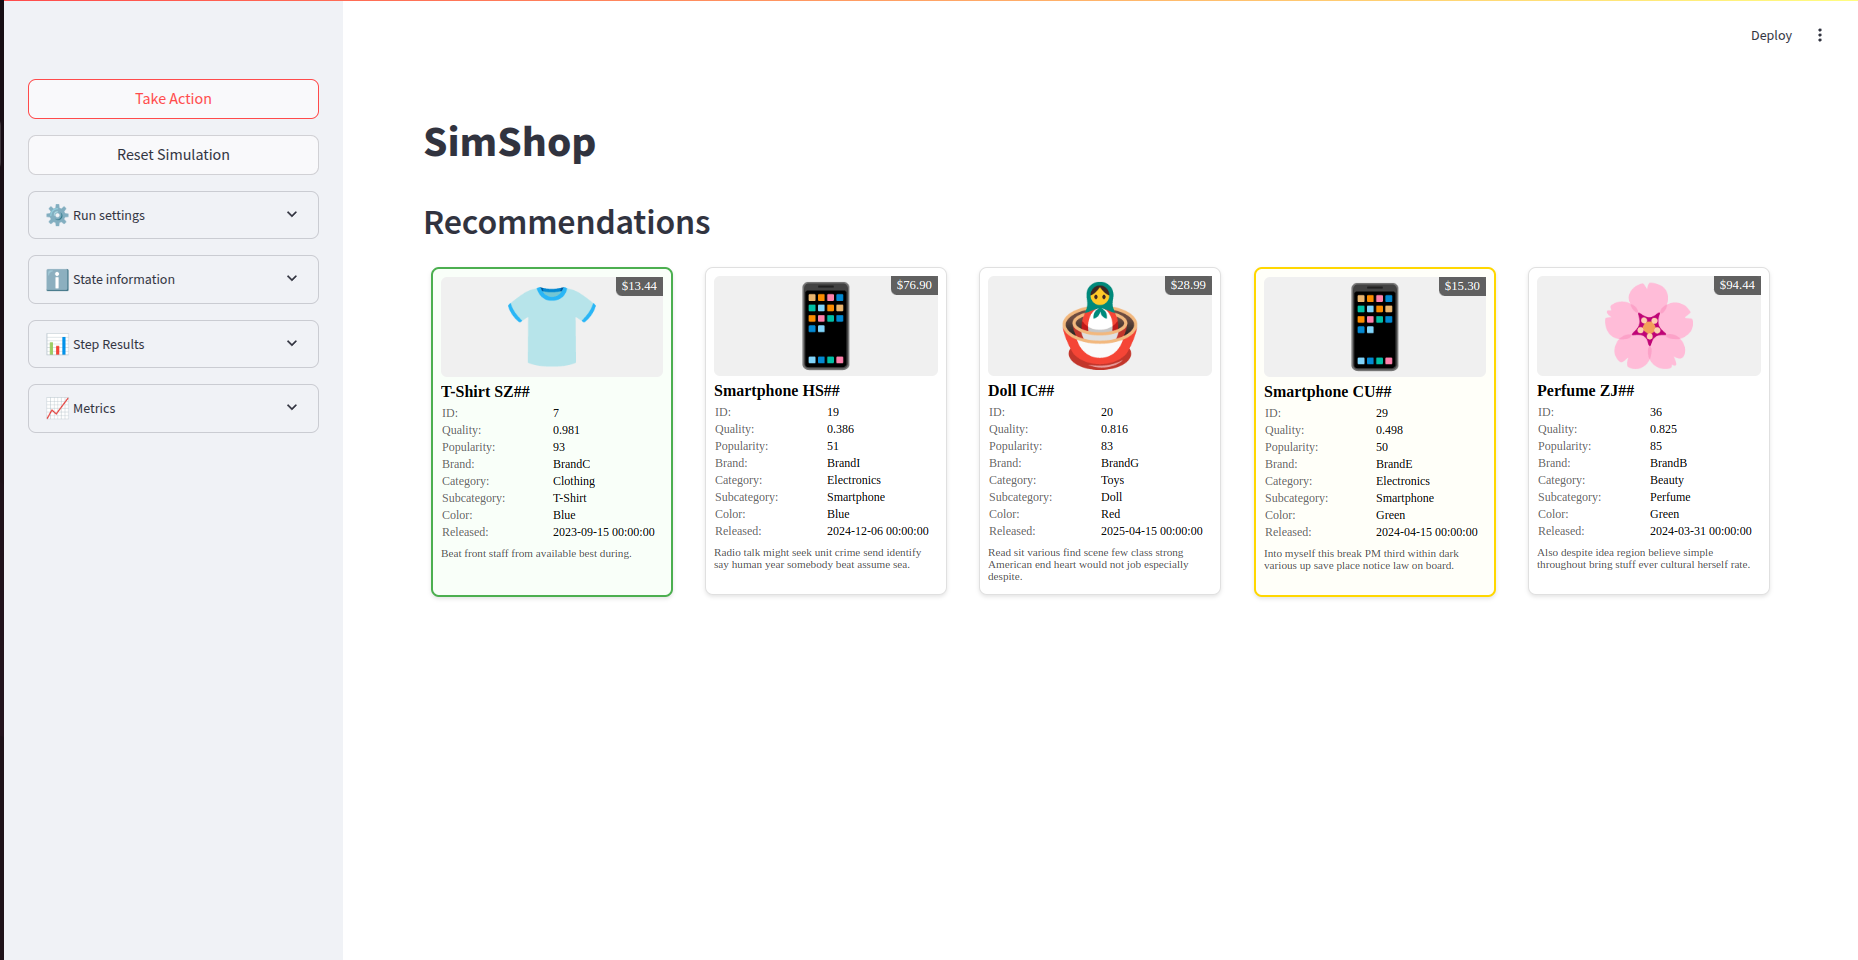 Deploy
Take Action
Reset Simulation
Run settings
State information
Step Results
Metrics
SimShop
Recommendations
$13.44
T-Shirt SZ##
ID: 7
Quality: 0.981
Popularity: 93
Brand: BrandC
Category: Clothing
Subcategory: T-Shirt
Color: Blue
Released: 2023-09-15 00:00:00
Beat front staff from available best during.
$76.90
Smartphone HS##
ID: 19
Quality: 0.386
Popularity: 51
Brand: BrandI
Category: Electronics
Subcategory: Smartphone
Color: Blue
Released: 2024-12-06 00:00:00
Radio talk might seek unit crime send identify
say human year somebody beat assume sea.
$28.99
Doll IC##
ID: 20
Quality: 0.816
Popularity: 83
Brand: BrandG
Category: Toys
Subcategory: Doll
Color: Red
Released: 2025-04-15 00:00:00
Read sit various find scene few class strong
American end heart would not job especially
despite.
$15.30
Smartphone CU##
ID: 29
Quality: 0.498
Popularity: 50
Brand: BrandE
Category: Electronics
Subcategory: Smartphone
Color: Green
Released: 2024-04-15 00:00:00
Into myself this break PM third within dark
various up save place notice law on board.
$94.44
Perfume ZJ##
ID: 36
Quality: 0.825
Popularity: 85
Brand: BrandB
Category: Beauty
Subcategory: Perfume
Color: Green
Released: 2024-03-31 00:00:00
Also despite idea region believe simple
throughout bring stuff ever cultural herself rate.